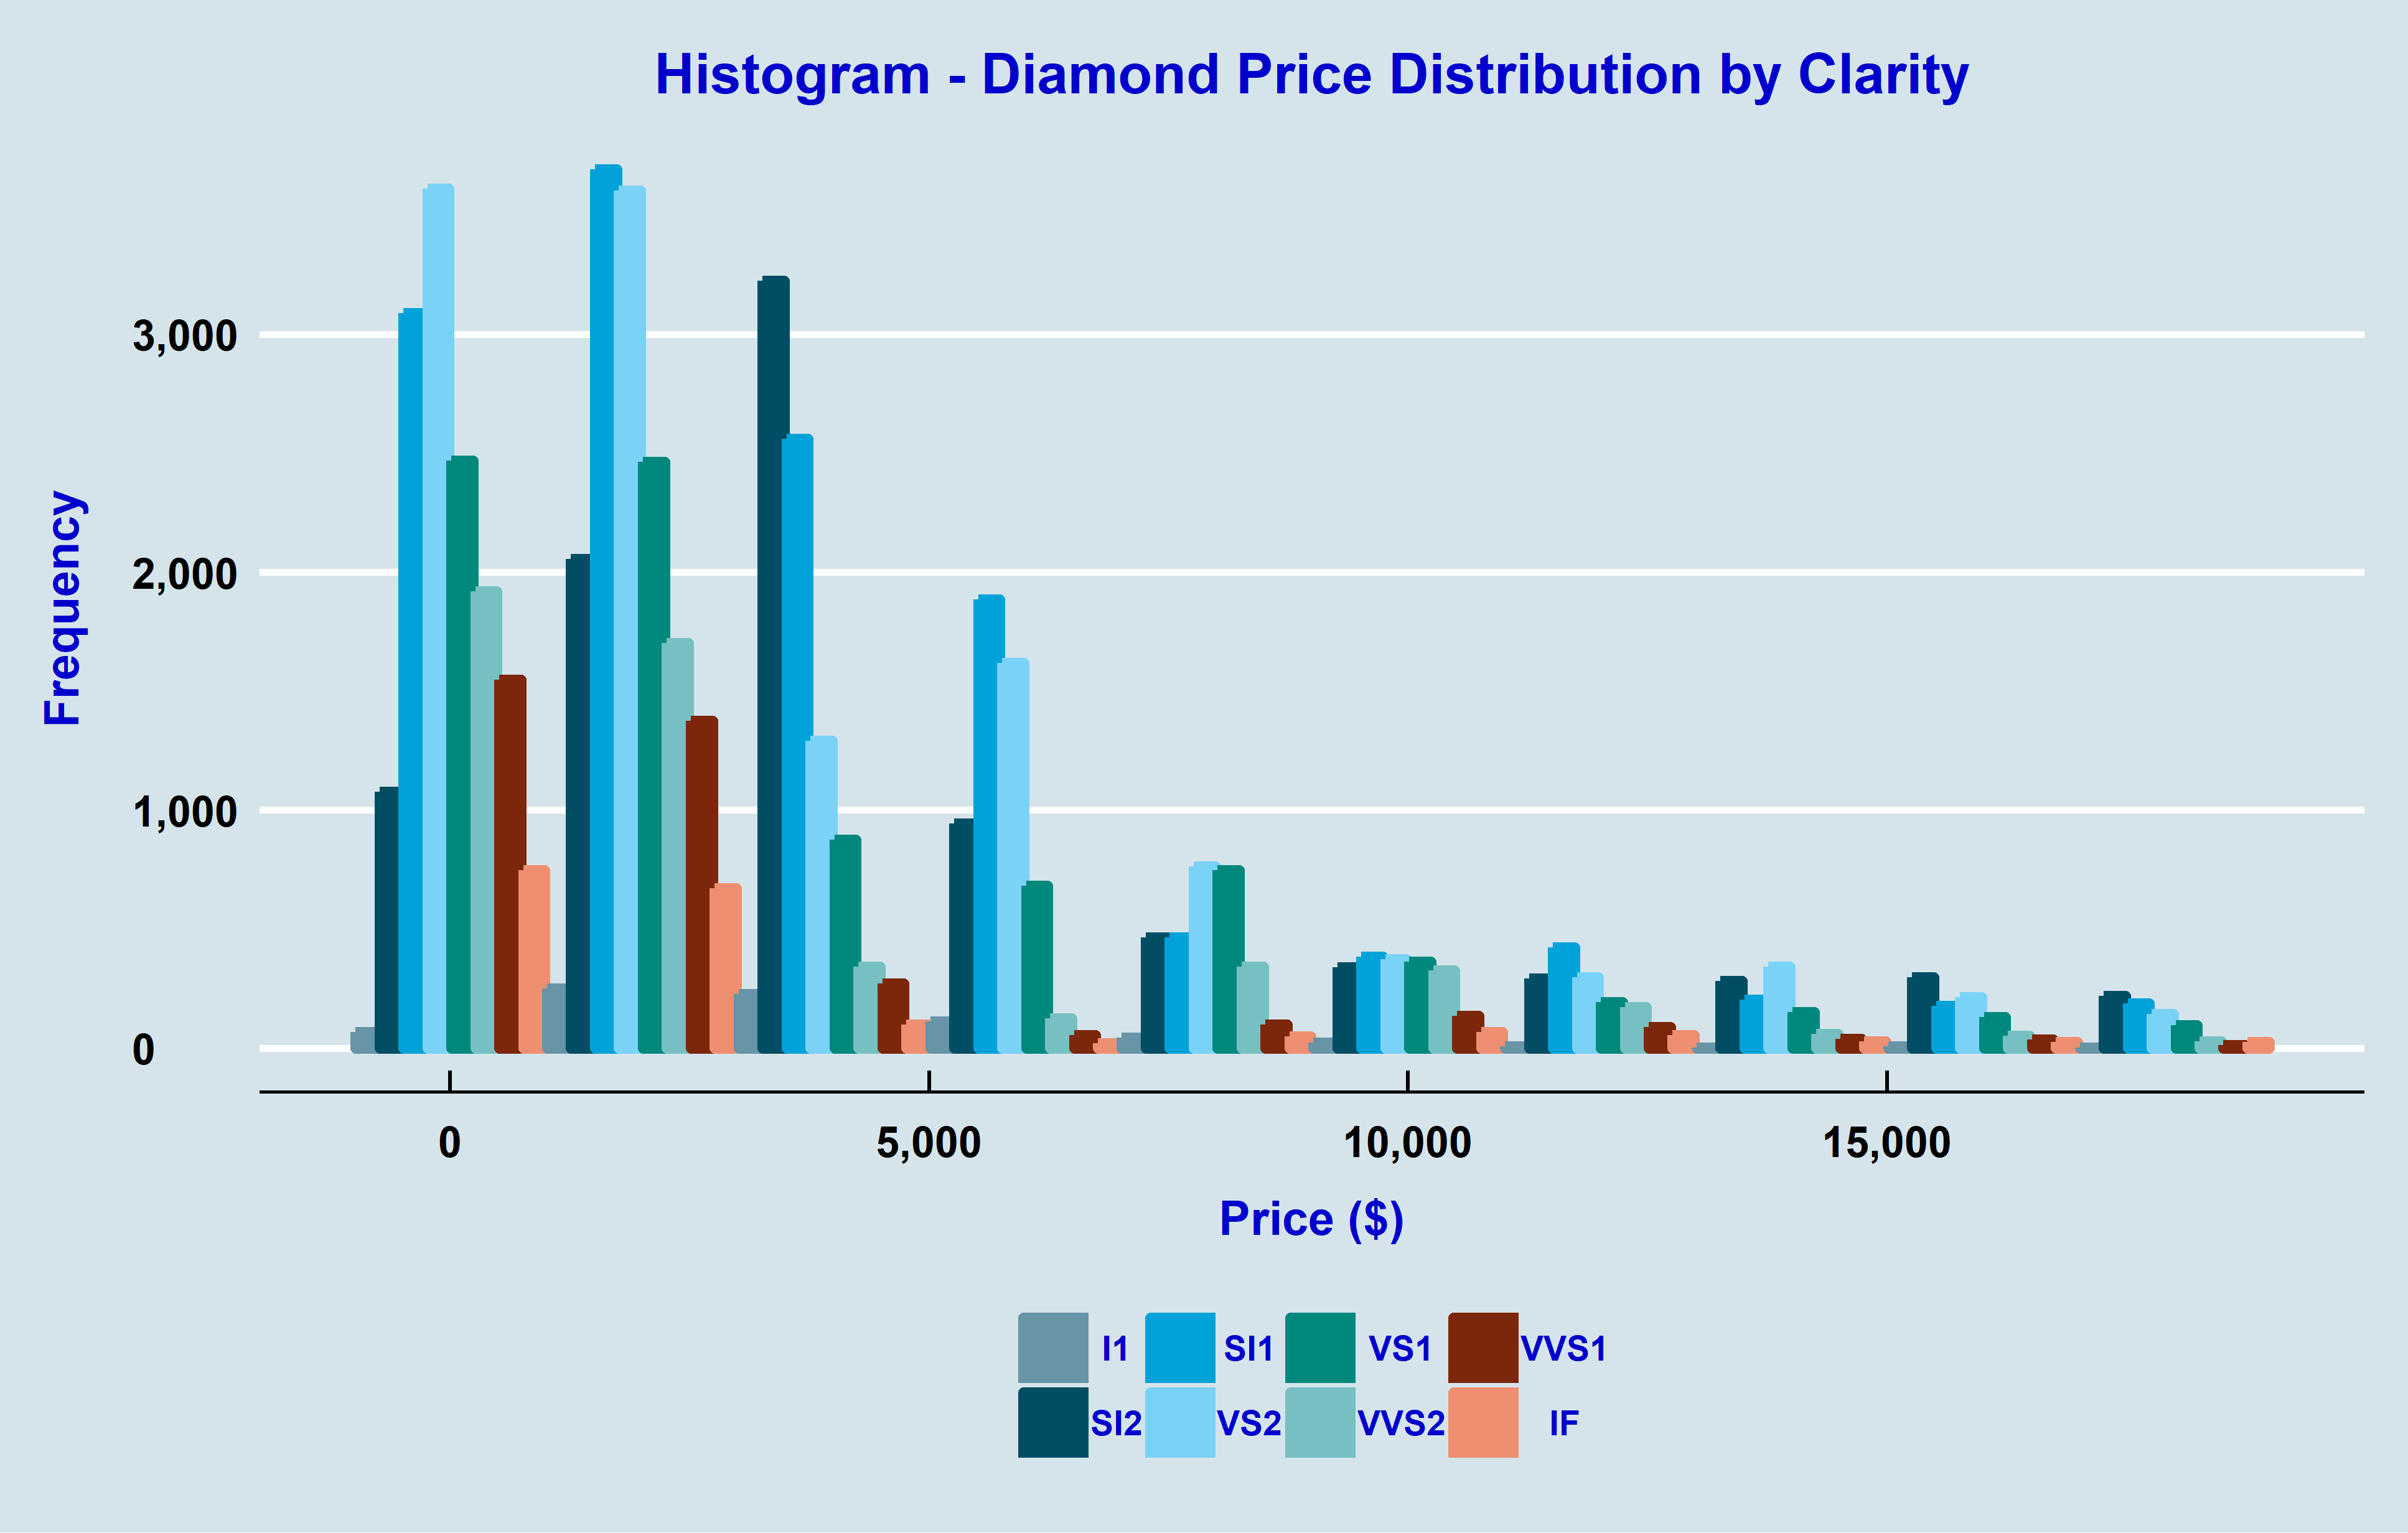 Histogram - Diamond Price Distribution by Clarity
Frequency
3,000
2,000
1,000
0
0 5,000 10,000 15,000
Price ($)
I1 SI1 VS1 VVS1
SI2 VS2 VVS2 IF